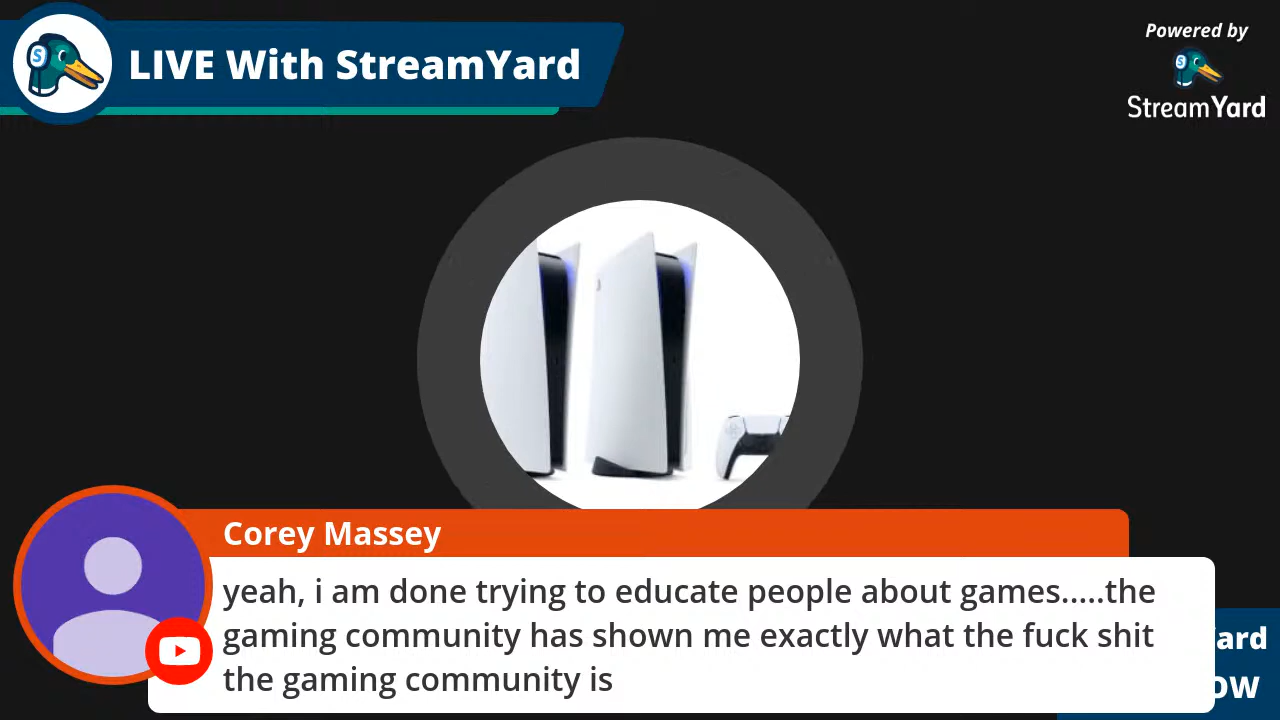 LIVE With StreamYard
Powered by
S
S
StreamYard
Corey Massey
yeah, i am done trying to educate people about games.....the
gaming community has shown me exactly what the fuck shit
the gaming community is